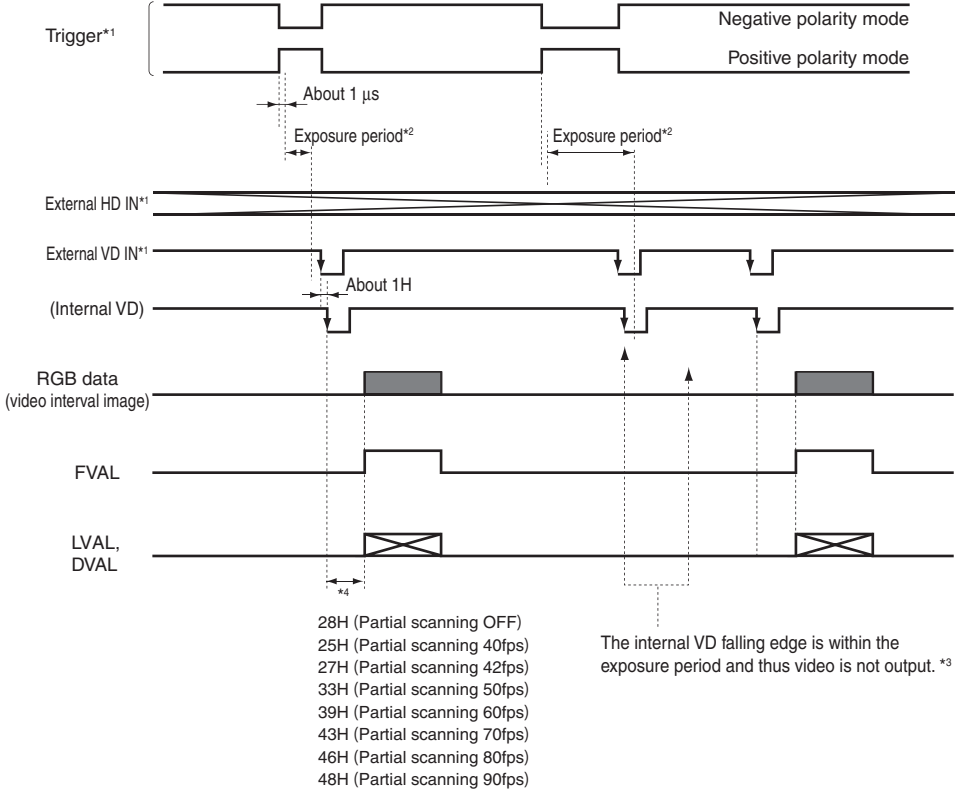 Negative polarity mode
Trigger*1
Positive polarity mode
About 1 µs
Exposure period*2
Exposure period*2
External HD IN*1
External VD IN*1
About 1H
(Internal VD)
RGB data
(video interval image)
FVAL
LVAL,
DVAL
*4
28H (Partial scanning OFF)
25H (Partial scanning 40fps)
27H (Partial scanning 42fps)
33H (Partial scanning 50fps)
39H (Partial scanning 60fps)
43H (Partial scanning 70fps)
46H (Partial scanning 80fps)
48H (Partial scanning 90fps)
The internal VD falling edge is within the
exposure period and thus video is not output. *3